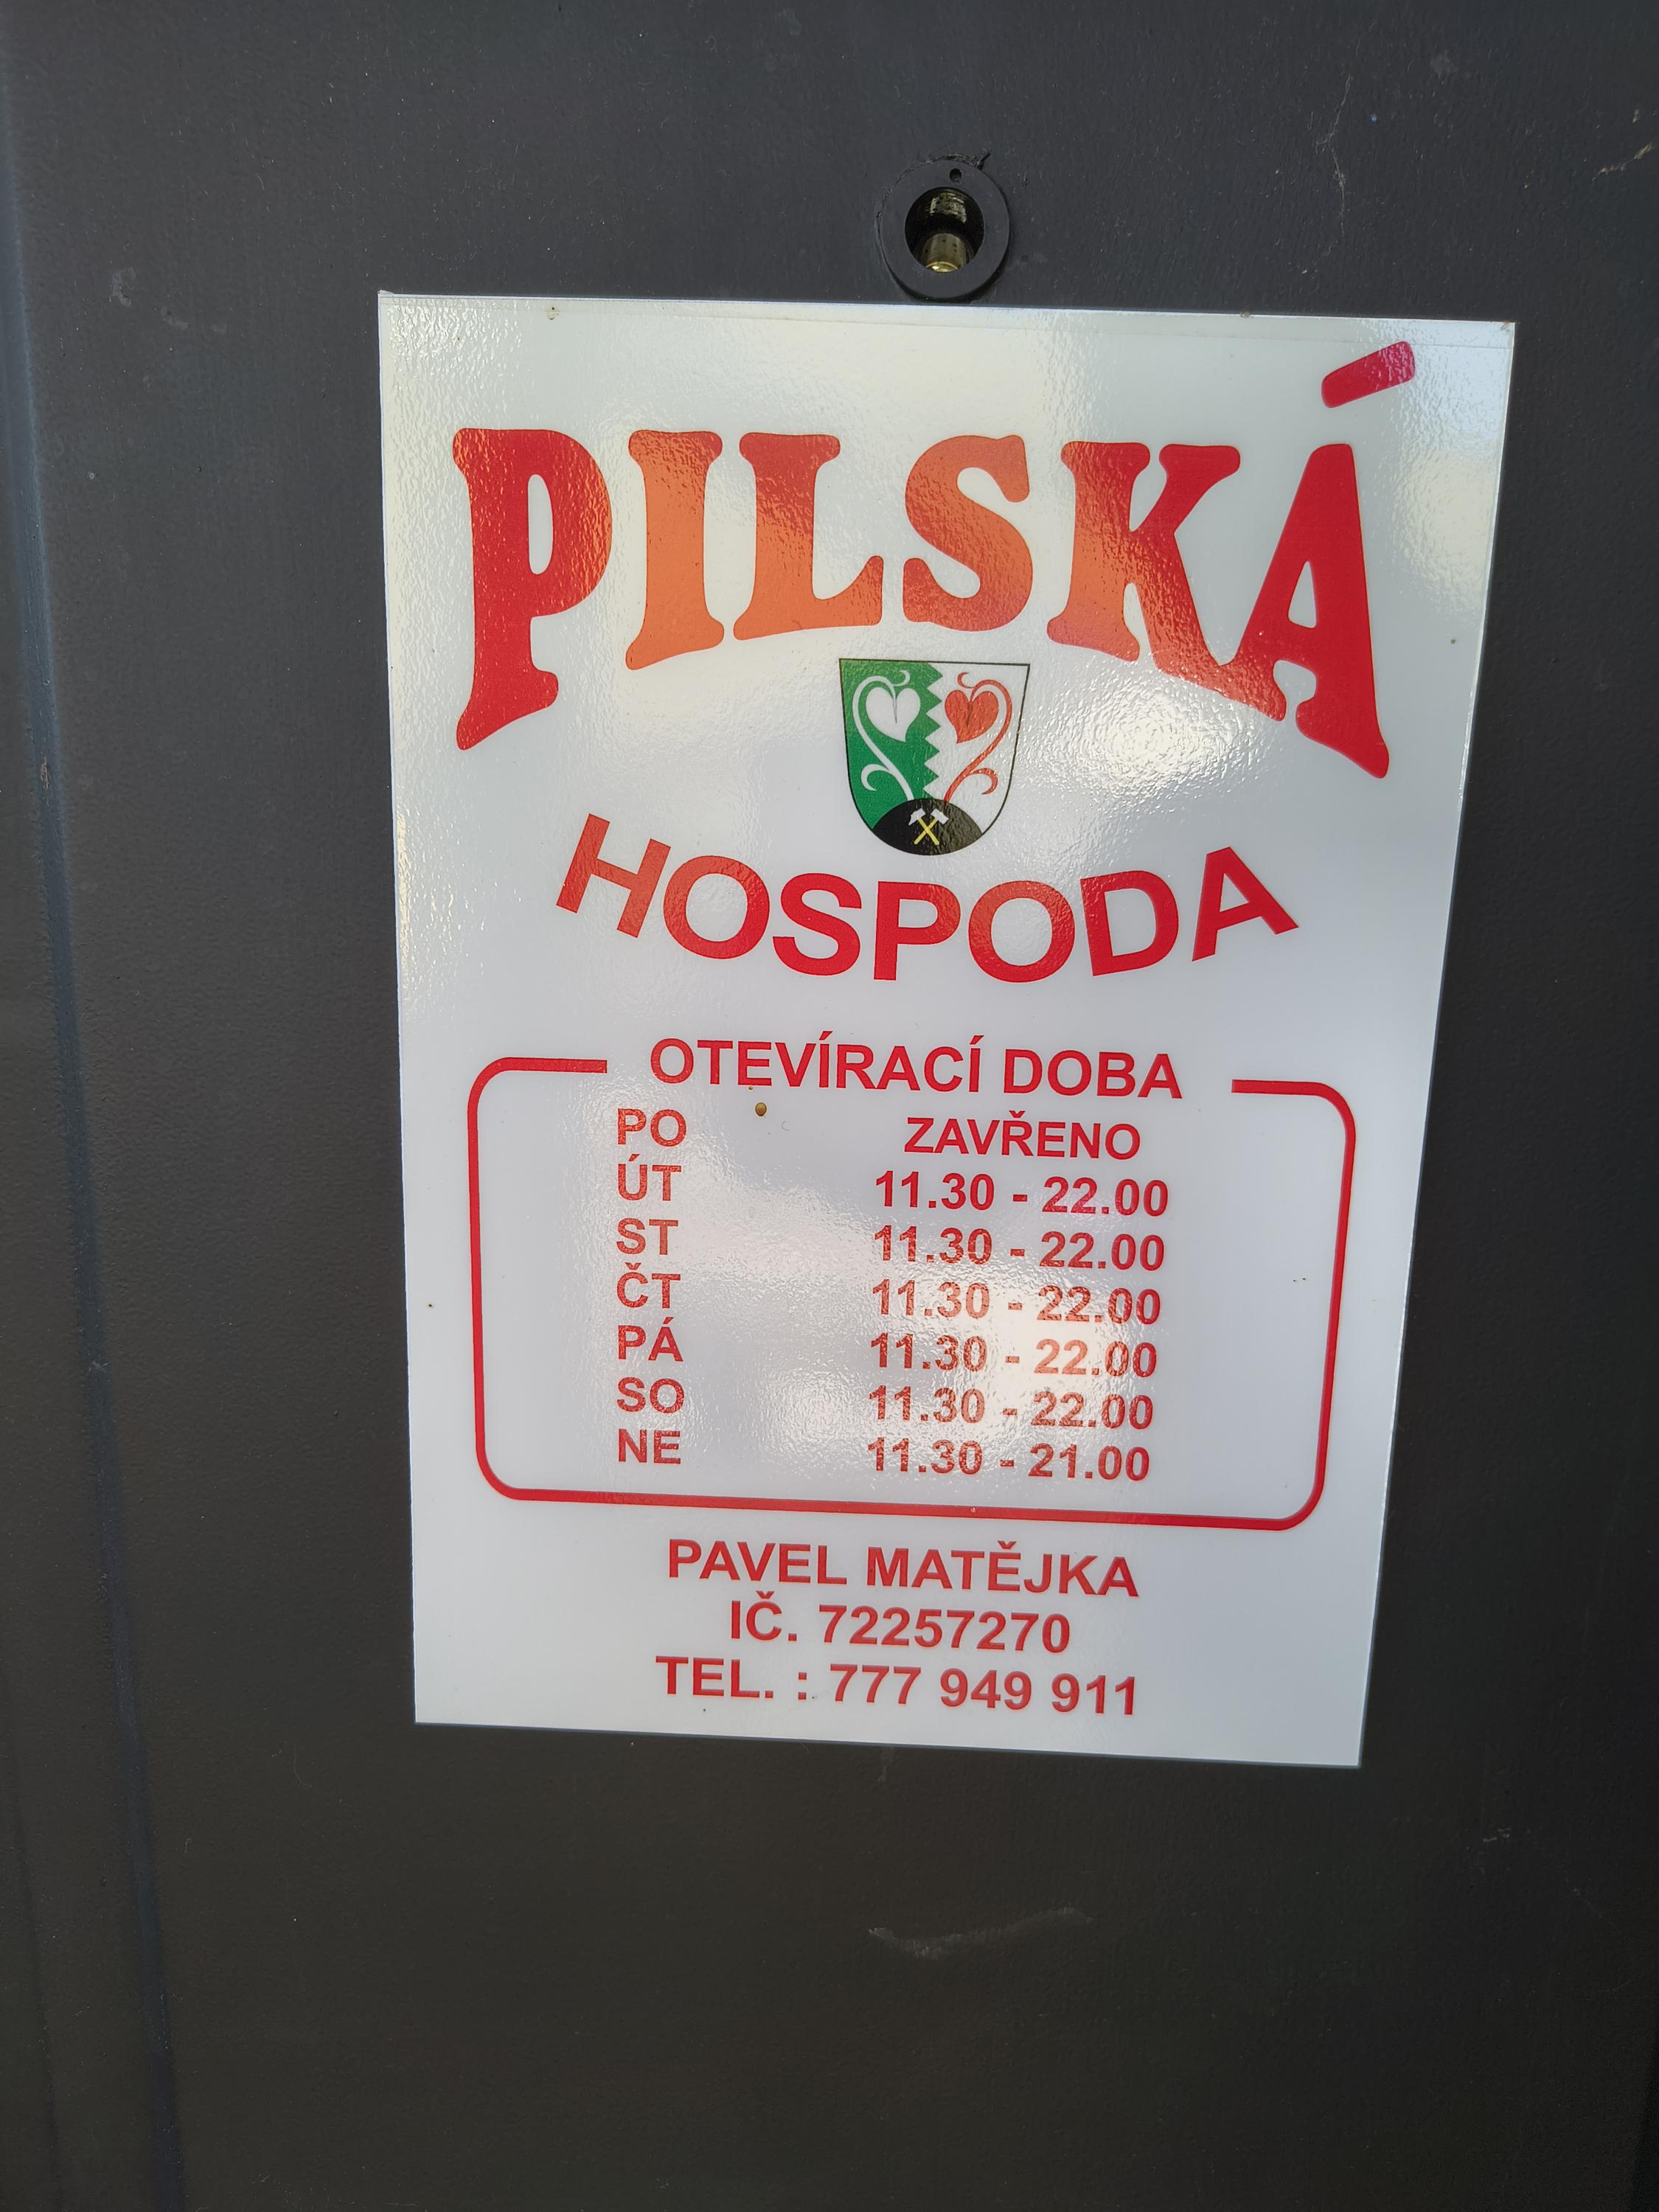 PILSKÁ
HOSPODA
OTEVÍRACÍ DOBA
PO ZAVŘENO
ÚT 11.30 - 22.00
ST 11.30 - 22.00
ČT 11.30 - 22.00
PÁ 11.30 - 22.00
SO 11.30 - 22.00
NE 11.30 - 21.00
PAVEL MATĚJKA
IČ. 72257270
TEL. : 777 949 911